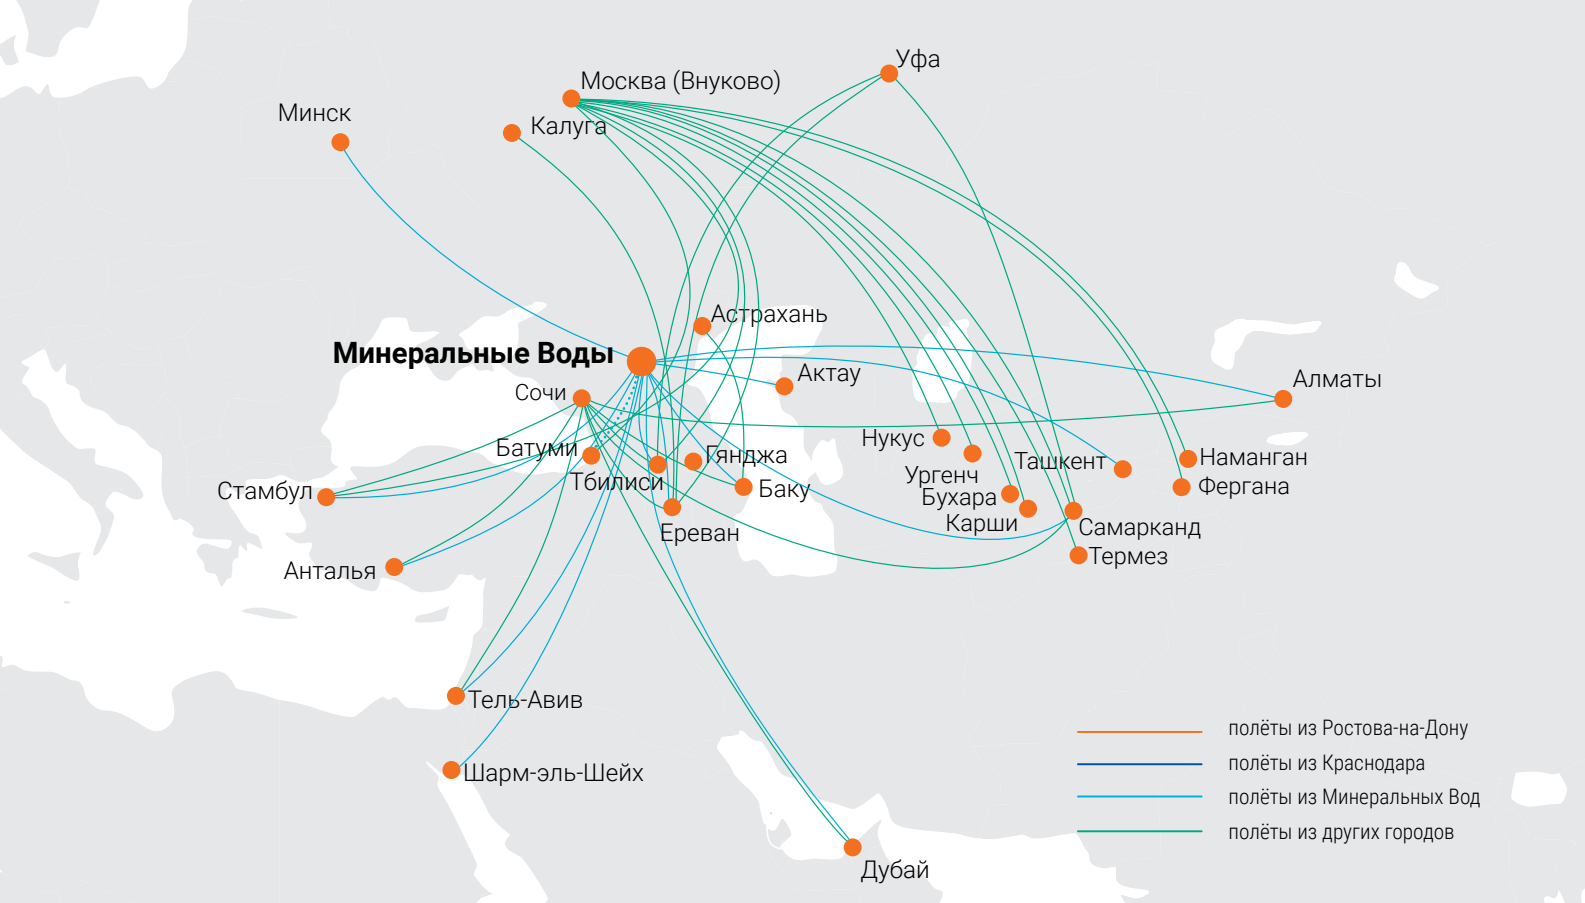 Уфа
Москва (Внуково)
Минск
Калуга
Астрахань
Минеральные Воды
Актау
Алматы
Сочи
Нукус
Батуми
Гянджа
Наманган
Ташкент
Ургенч
Тбилиси
Фергана
Баку
Стамбул
Бухара
Карши
Самарканд
Ереван
Термез
Анталья
Тель-Авив
полёты из Ростова-на-Дону
полёты из Краснодара
Шарм-эль-Шейх
полёты из Минеральных Вод
полёты из других городов
Дубай